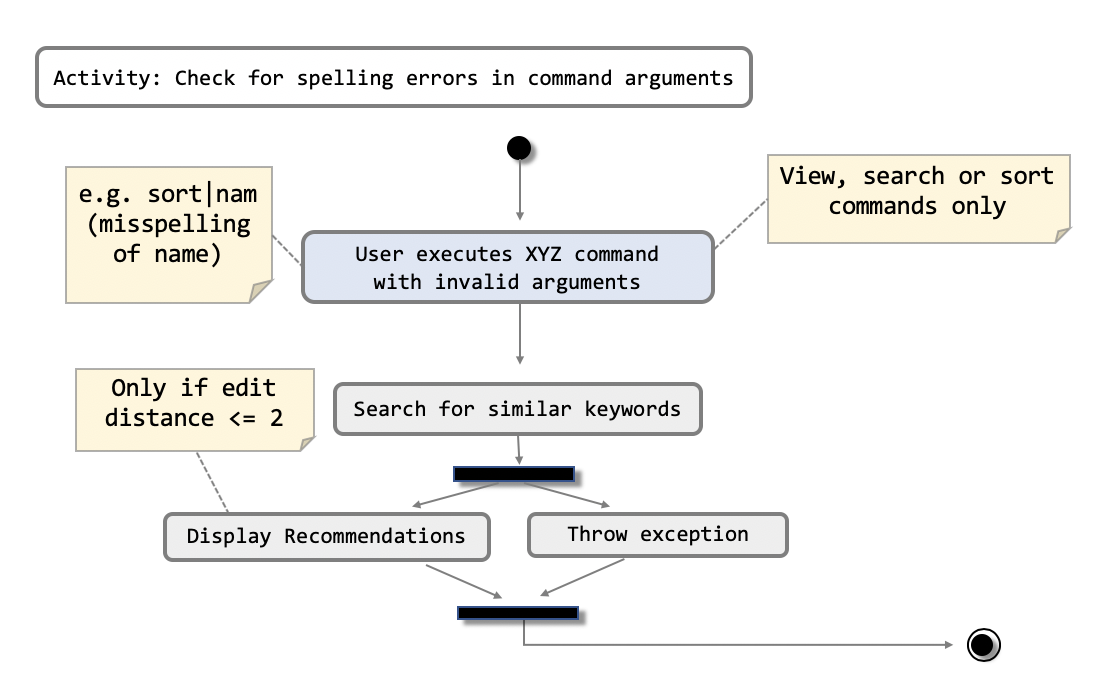 Activity: Check for spelling errors in command arguments
e.g. sort|nam
(misspelling
of name)
View, search or sort
commands only
User executes XYZ command
with invalid arguments
Only if edit
distance <= 2
Search for similar keywords
Display Recommendations
Throw exception